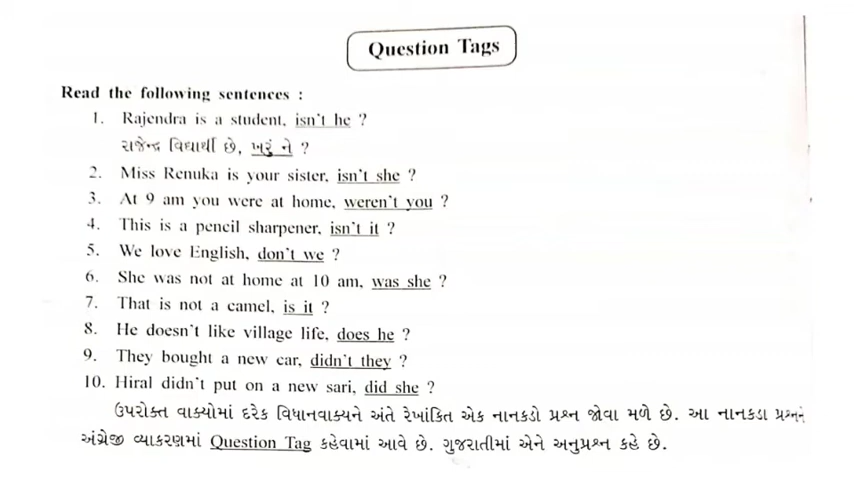 Question Tags
Read the following sentences :
1. Rajendra is a student, isn't he ?
રાજેન્દ્ર વિદ્યાર્થી છે, ખરું ને ?
2. Miss Renuka is your sister, isn't she ?
3. At 9 am you were at home, weren't you ?
4. This is a pencil sharpener, isn't it ?
5. We love English, don't we ?
6. She was not at home at 10 am, was she ?
7. That is not a camel, is it ?
8. He doesn't like village life, does he ?
9. They bought a new car, didn't they ?
10. Hiral didn't put on a new sari, did she ?
ઉપરોક્ત વાક્યોમાં દરેક વિધાનવાક્યને અંતે રેખાંકિત એક નાનકડો પ્રશ્ન જોવા મળે છે. આ નાનકડા પ્રશ્નને
અંગ્રેજી વ્યાકરણમાં Question Tag કહેવામાં આવે છે. ગુજરાતીમાં એને અનુપ્રશ્ન કહે છે.